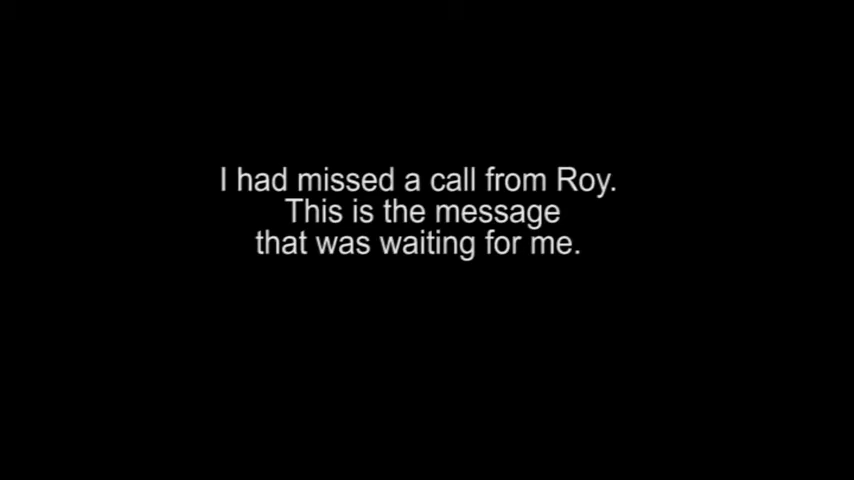 I had missed a call from Roy.
This is the message
that was waiting for me.